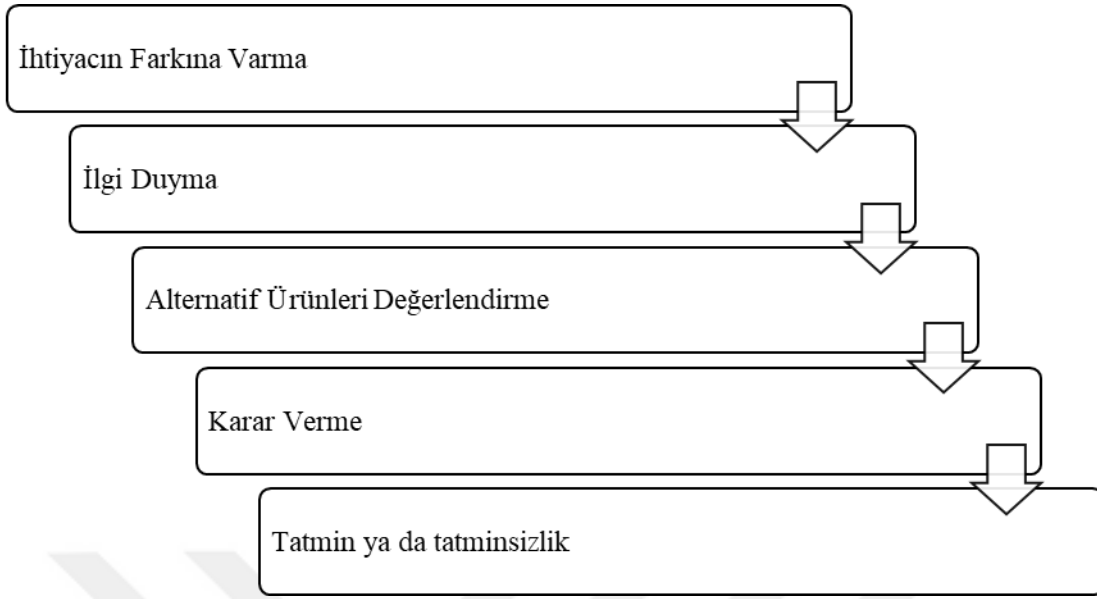 İhtiyacın Farkına Varma
İlgi Duyma
Alternatif Ürünleri Değerlendirme
Karar Verme
Tatmin ya da tatminsizlik